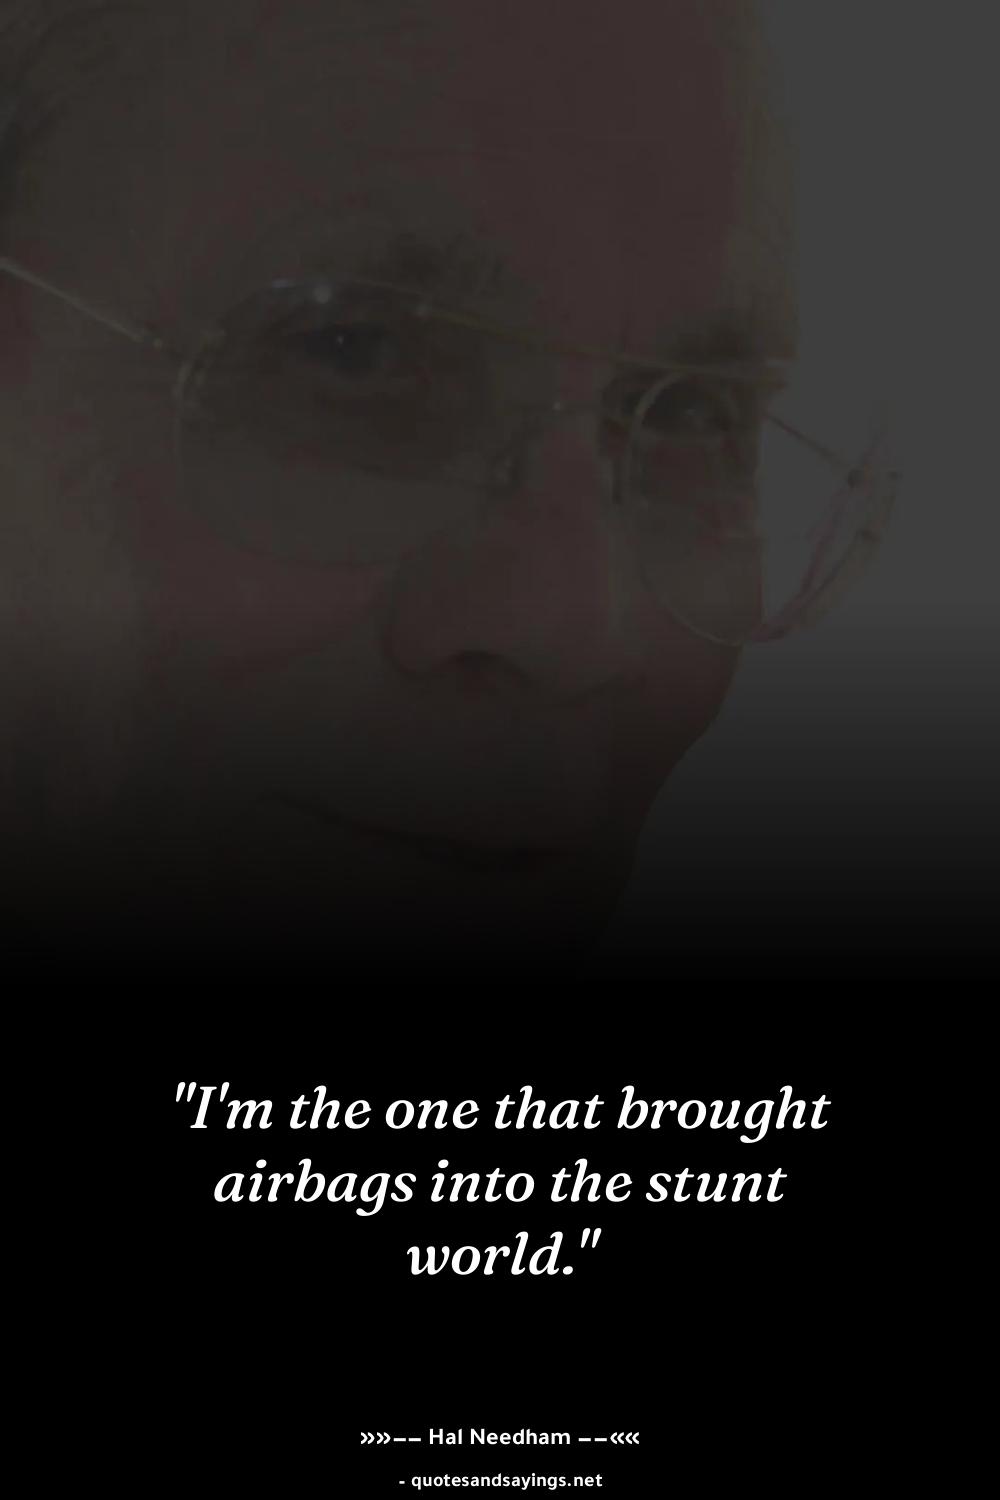 "I'm the one that brought
airbags into the stunt
world."
»»−− Hal Needham −−««
- quotesandsayings.net